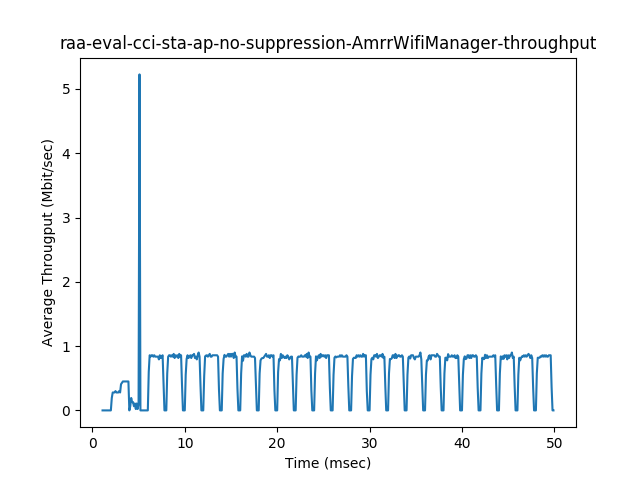 raa-eval-cci-sta-ap-no-suppression-AmrrWifiManager-throughput
5
4
3
2
1
0
Average Througput (Mbit/sec)
0 10 20 30 40 50
Time (msec)